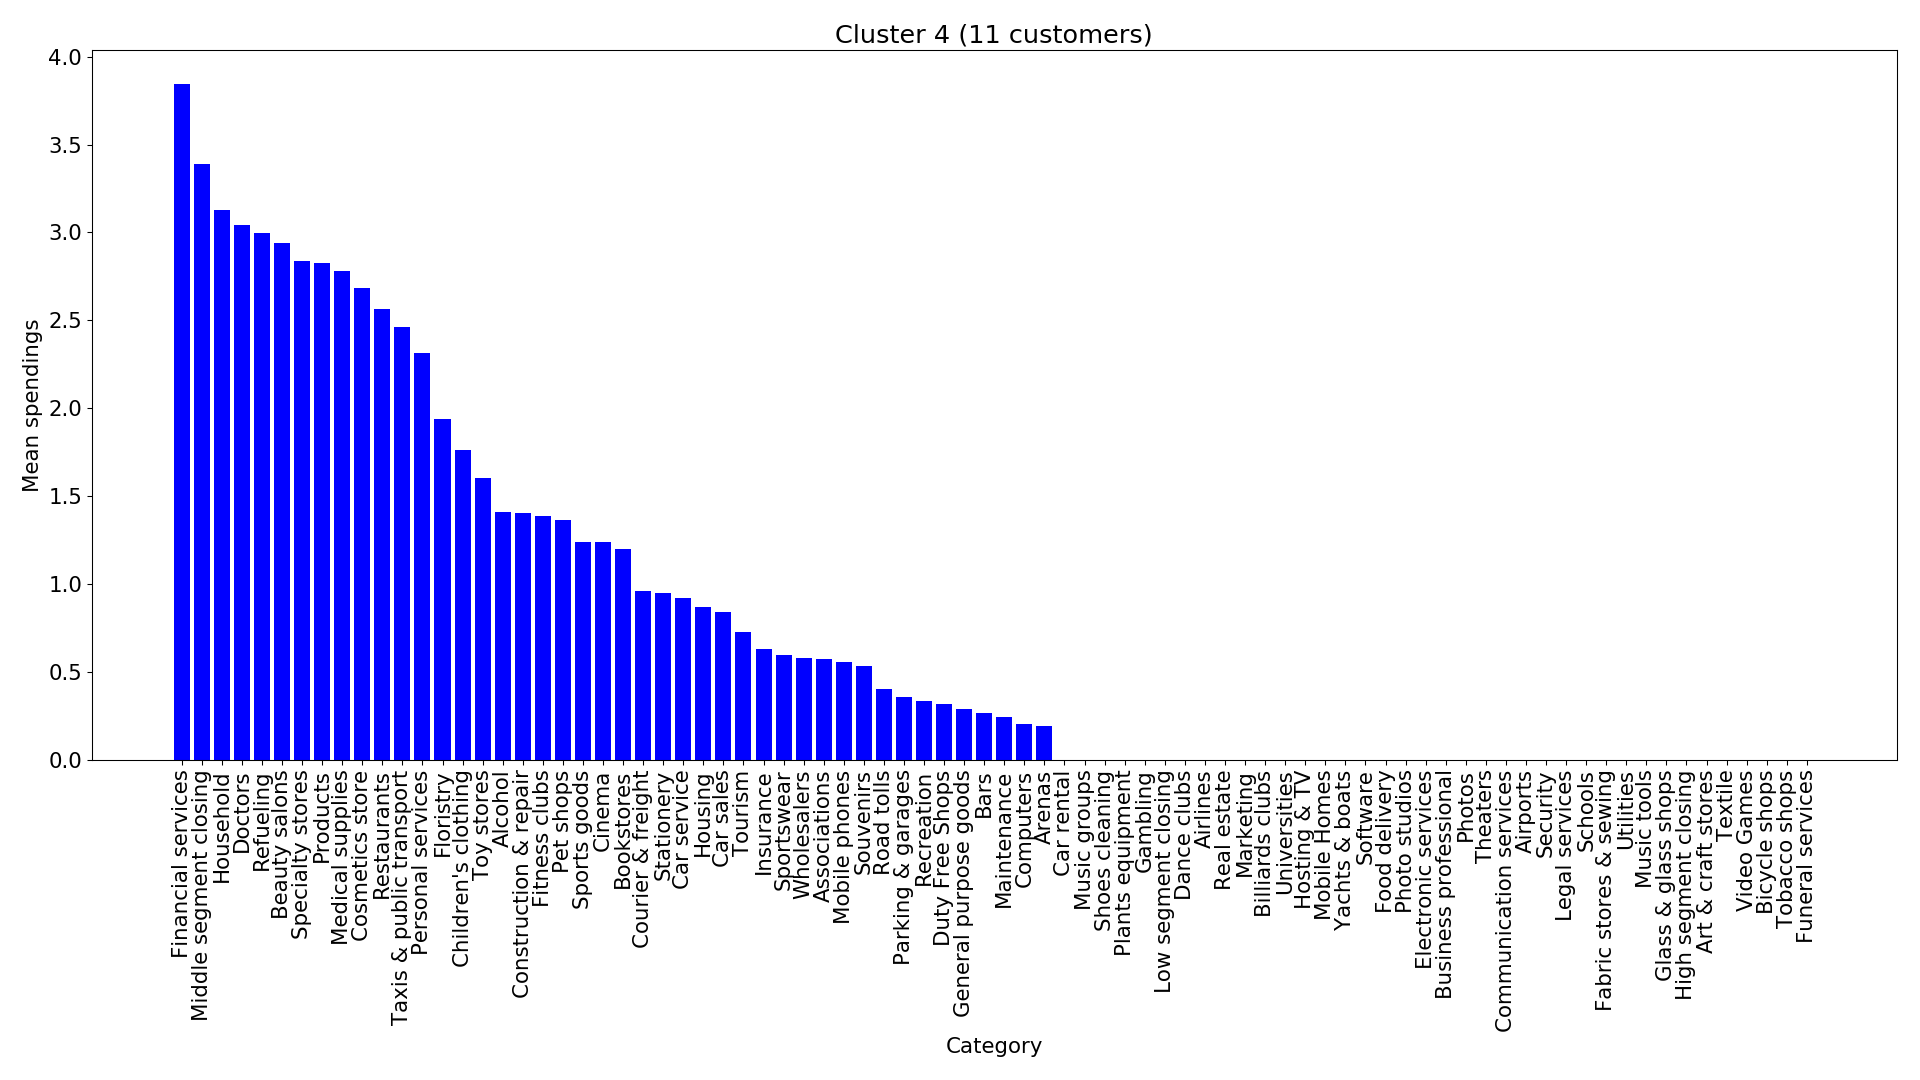 Cluster 4 (11 customers)
4.0
3.5
3.0
2.5
2.0
1.5
1.0
0.5
0.0
Mean spendings
Financial services
Middle segment closing
Household
Doctors
Refueling
Beauty salons
Specialty stores
Products
Medical supplies
Cosmetics store
Restaurants
Taxis & public transport
Personal services
Floristry
Children's clothing
Toy stores
Alcohol
Construction & repair
Fitness clubs
Pet shops
Sports goods
Cinema
Bookstores
Courier & freight
Stationery
Car service
Housing
Car sales
Tourism
Insurance
Sportswear
Wholesalers
Associations
Mobile phones
Souvenirs
Road tolls
Parking & garages
Recreation
Duty Free Shops
General purpose goods
Bars
Maintenance
Computers
Arenas
Car rental
Music groups
Shoes cleaning
Plants equipment
Gambling
Low segment closing
Dance clubs
Airlines
Real estate
Marketing
Billiards clubs
Universities
Hosting & TV
Mobile Homes
Yachts & boats
Software
Food delivery
Photo studios
Electronic services
Business professional
Photos
Theaters
Communication services
Airports
Security
Legal services
Schools
Fabric stores & sewing
Utilities
Music tools
Glass & glass shops
High segment closing
Art & craft stores
Textile
Video Games
Bicycle shops
Tobacco shops
Funeral services
Category